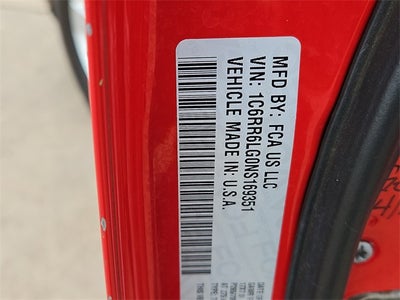 MFD BY: FCA US LLC
VIN: 1C6RR6LG0NS169351
VEHICLE MADE IN: U.S.A.